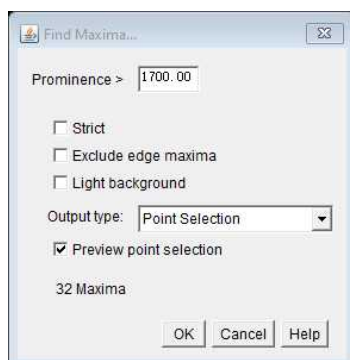 Find Maxima...
Prominence > 1700.00
Strict
Exclude edge maxima
Light background
Output type: Point Selection
Preview point selection
32 Maxima
OK Cancel Help